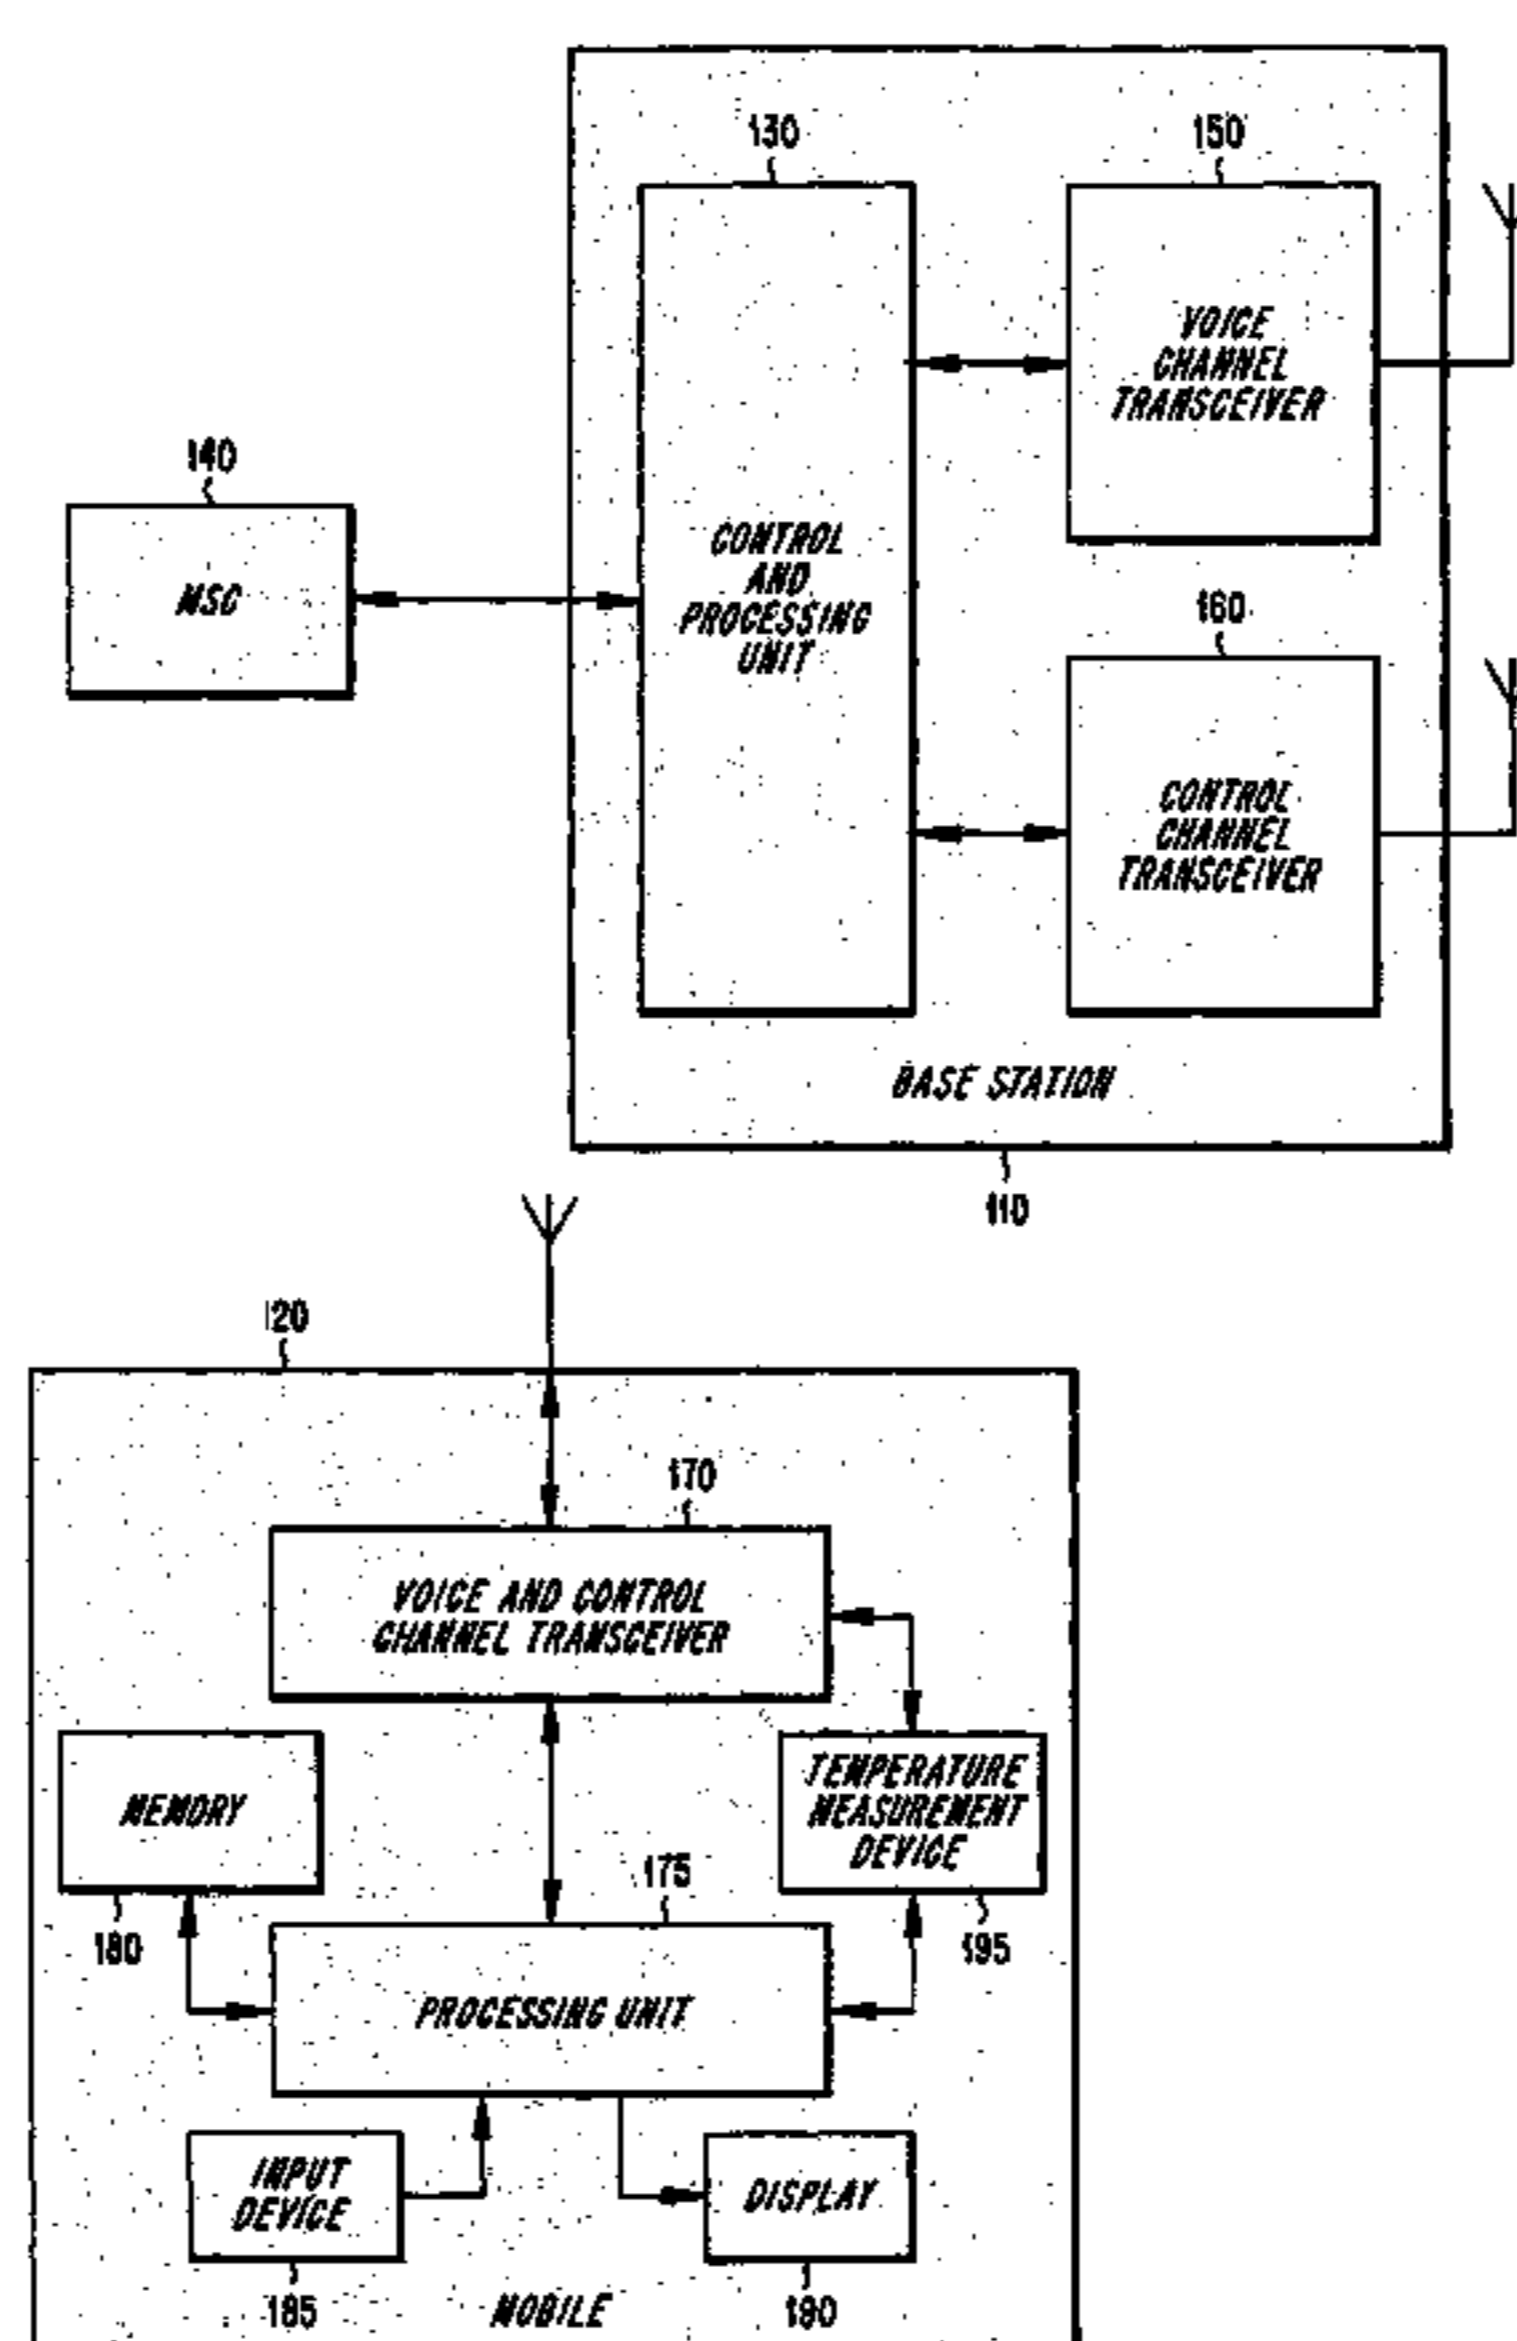 130
150
VOICE
CHANNEL
TRANSCEIVER
140
MSC
CONTROL
AND
PROCESSING
UNIT
160
CONTROL
CHANNEL
TRANSCEIVER
BASE STATION
110
120
170
VOICE AND CONTROL
CHANNEL TRANSCEIVER
MEMORY
TEMPERATURE
MEASUREMENT
DEVICE
175
180
195
PROCESSING UNIT
INPUT
DEVICE
DISPLAY
185
190
MOBILE